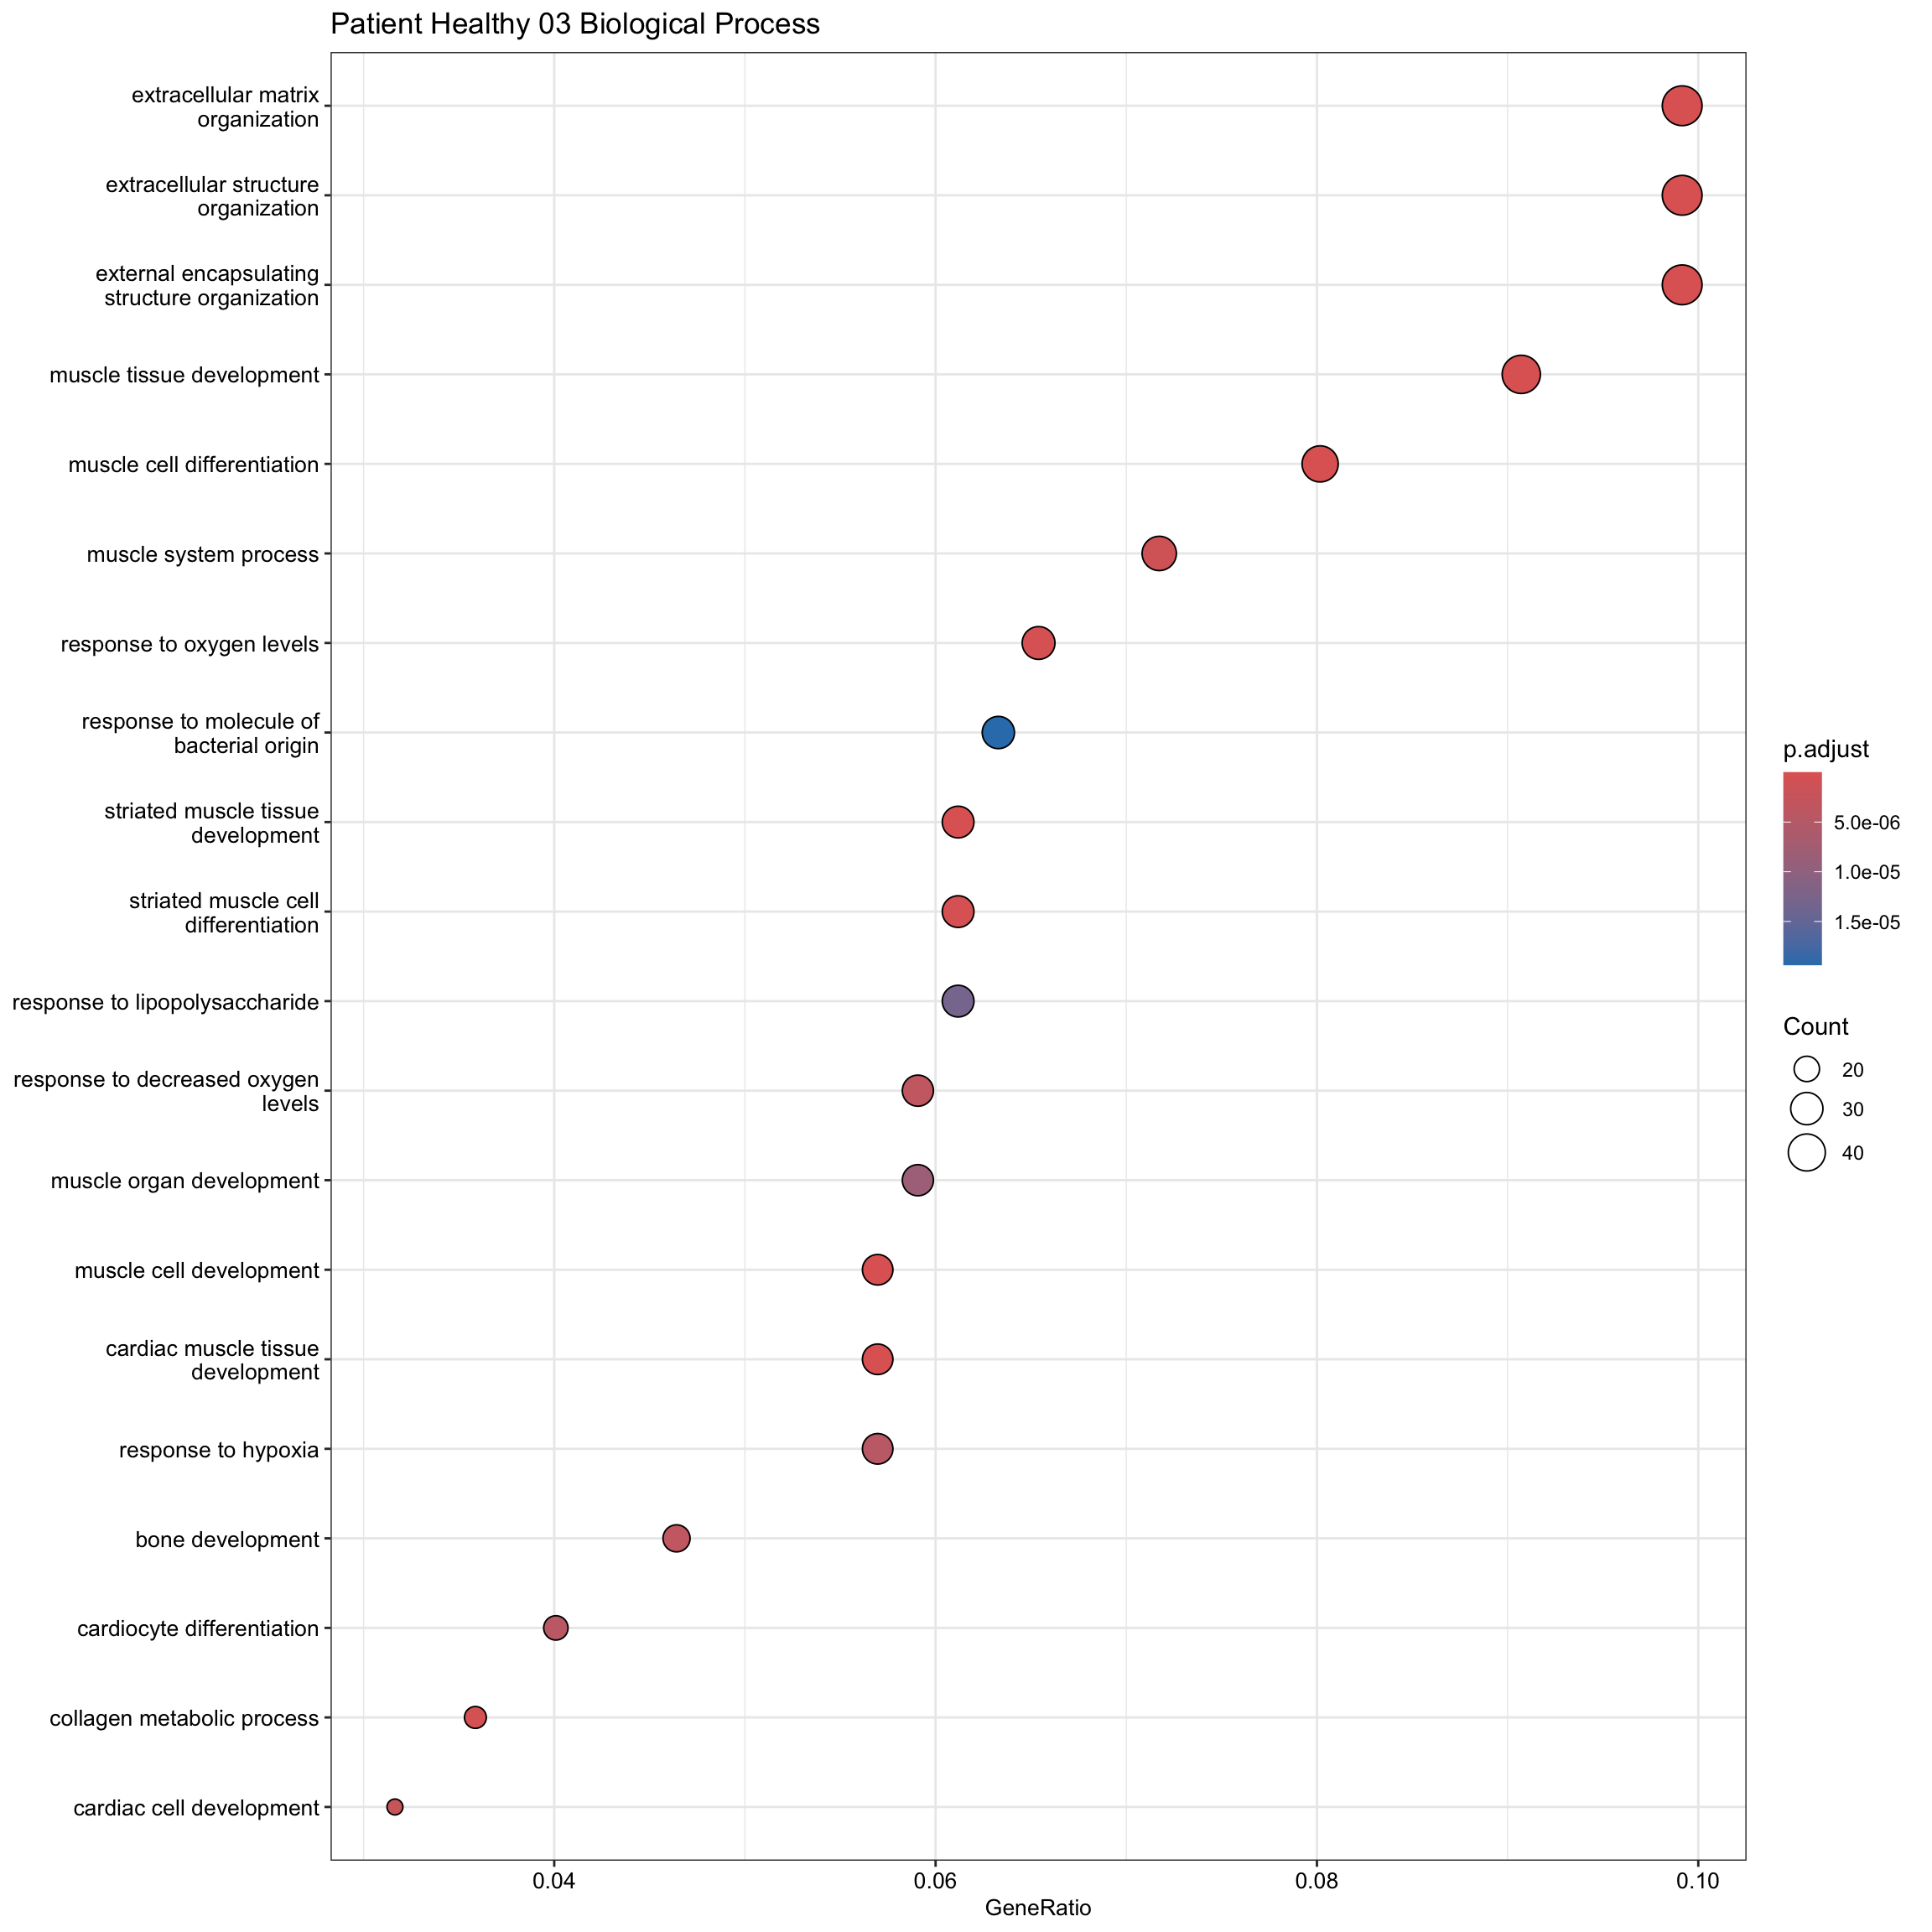 Patient Healthy 03 Biological Process
extracellular matrix
organization
extracellular structure
organization
external encapsulating
structure organization
muscle tissue development
muscle cell differentiation
muscle system process
response to oxygen levels
response to molecule of
bacterial origin
striated muscle tissue
development
striated muscle cell
differentiation
response to lipopolysaccharide
response to decreased oxygen
levels
muscle organ development
muscle cell development
cardiac muscle tissue
development
response to hypoxia
bone development
cardiocyte differentiation
collagen metabolic process
cardiac cell development
0.04 0.06 0.08 0.10
GeneRatio
p.adjust
5.0e-06
1.0e-05
1.5e-05
Count
20
30
40